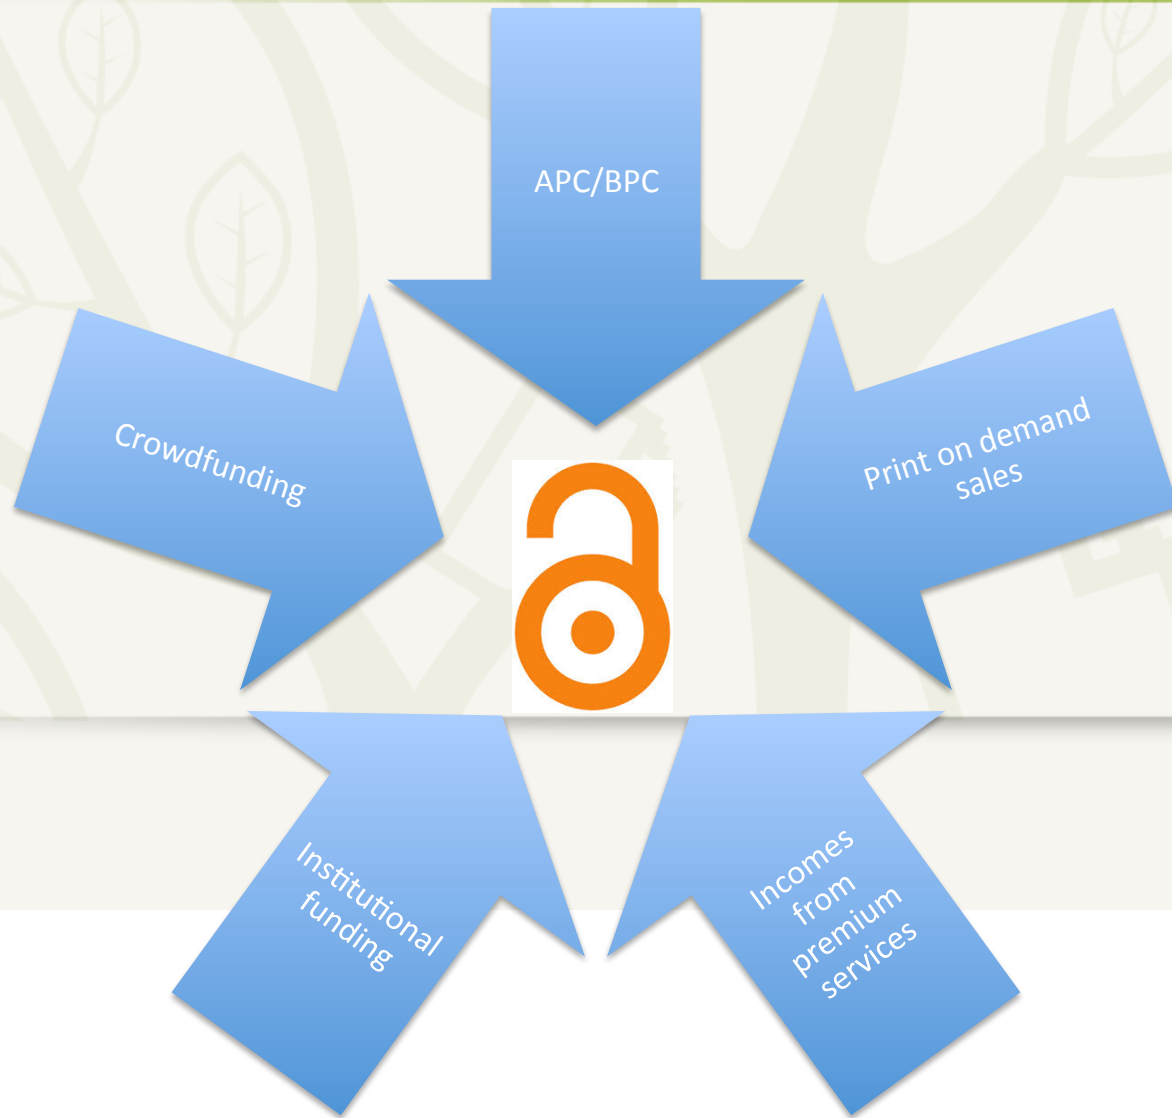 APC/BPC
Crowdfunding
Print on demand
sales
Institutional
funding
Incomes
from
premium
services